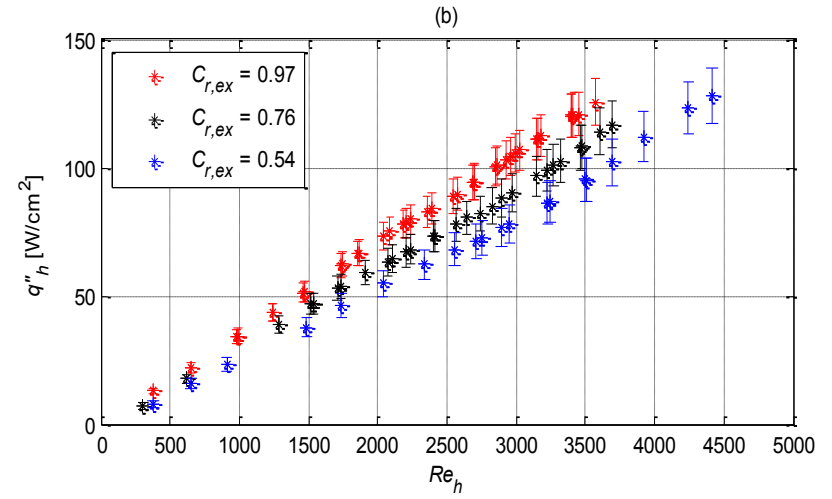 (b)
150
100
50
0
q"h [W/cm2]
Cr,ex = 0.97
Cr,ex = 0.76
Cr,ex = 0.54
0 500 1000 1500 2000 2500 3000 3500 4000 4500 5000
Reh